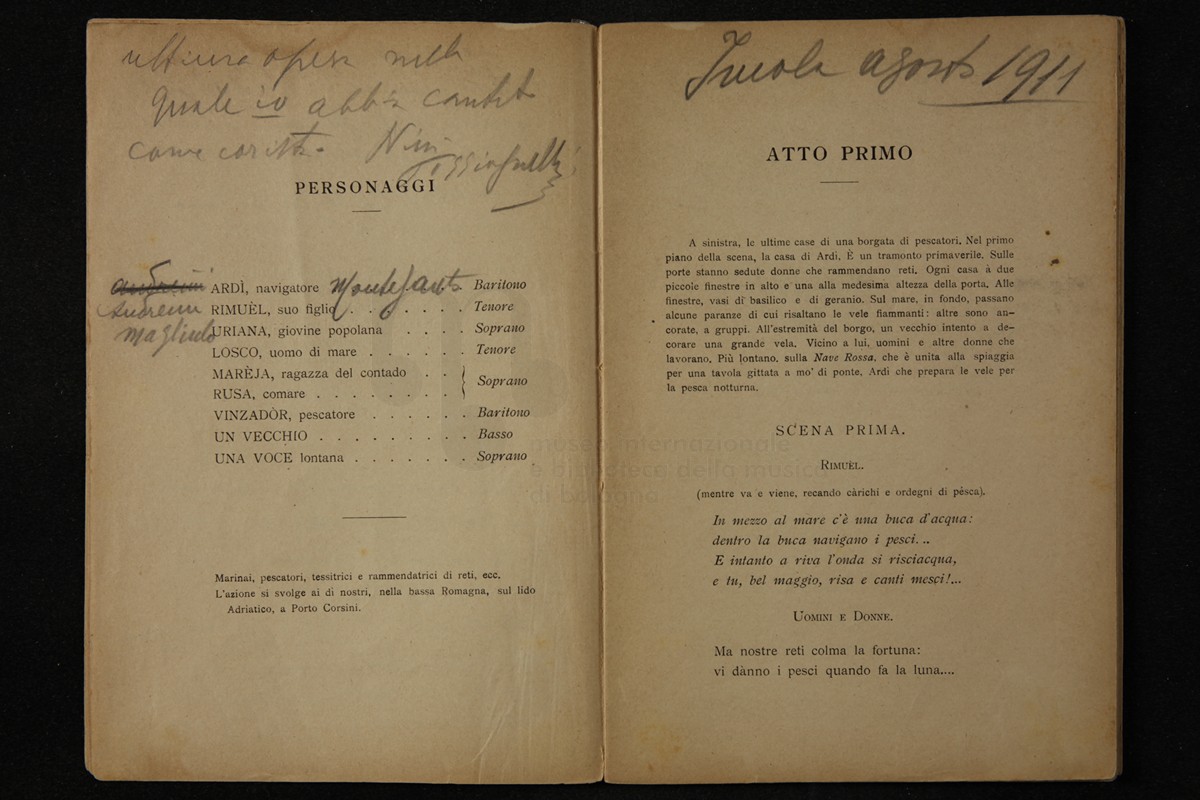 ultima opera nella
quale io abbia cantato
come corista. Nino
PERSONAGGI
Andreini ARDÌ, navigatore Montesanto Baritono
Andreini RIMUÈL, suo figlio . . . . . . Tenore
Magliulo URIANA, giovine popolana . . . . Soprano
LOSCO, uomo di mare . . . . . . Tenore
MARÈJA, ragazza del contado . . } Soprano
RUSA, comare . . . . . . . .
VINZADÒR, pescatore . . . . . . Baritono
UN VECCHIO . . . . . . . . . Basso
UNA VOCE lontana . . . . . . . Soprano
Marinai, pescatori, tessitrici e rammendatrici di reti, ecc.
L'azione si svolge ai dì nostri, nella bassa Romagna, sul lido
Adriatico, a Porto Corsini.
Imola agosto 1911
ATTO PRIMO
A sinistra, le ultime case di una borgata di pescatori. Nel primo
piano della scena, la casa di Ardì. È un tramonto primaverile. Sulle
porte stanno sedute donne che rammendano reti. Ogni casa à due
piccole finestre in alto e una alla medesima altezza della porta. Alle
finestre, vasi di basilico e di geranio. Sul mare, in fondo, passano
alcune paranze di cui risaltano le vele fiammanti: altre sono an-
corate, a gruppi. All'estremità del borgo, un vecchio intento a de-
corare una grande vela. Vicino a lui, uomini e altre donne che
lavorano. Più lontano, sulla Nave Rossa, che è unita alla spiaggia
per una tavola gittata a mo' di ponte, Ardì che prepara le vele per
la pesca notturna.
SCENA PRIMA.
RIMUÈL.
(mentre va e viene, recando càrichi e ordegni di pésca).
In mezzo al mare c'è una buca d'acqua:
dentro la buca navigano i pesci...
E intanto a riva l'onda si risciacqua,
e tu, bel maggio, risa e canti mesci!...
UOMINI E DONNE.
Ma nostre reti colma la fortuna:
vi dànno i pesci quando fa la luna....
museo internazionale
e biblioteca della musica
di bologna